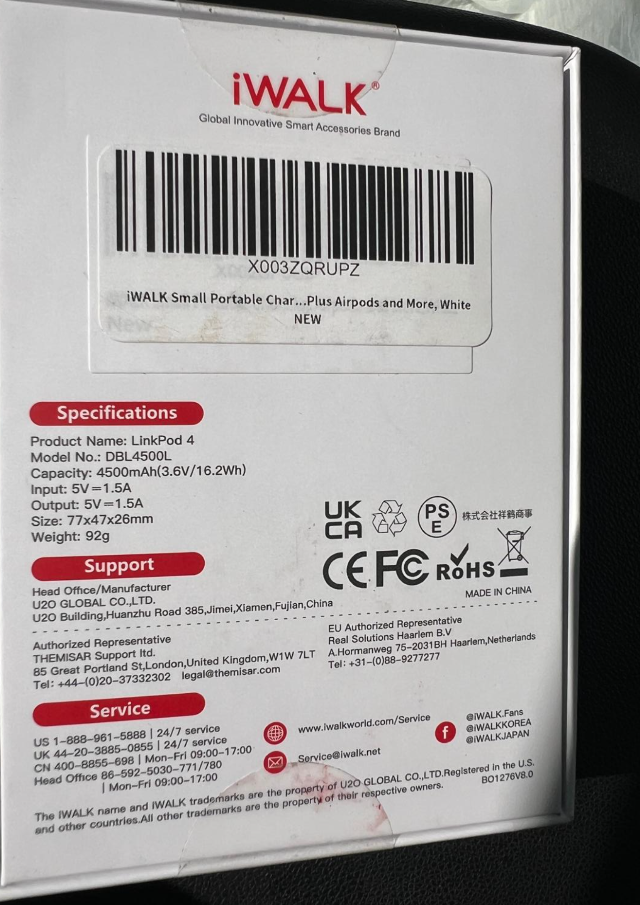 iWALK®
Global Innovative Smart Accessories Brand
X003ZQRUPZ
iWALK Small Portable Char...Plus Airpods and More, White
NEW
New
Specifications
Product Name: LinkPod 4
Model No.: DBL4500L
Capacity: 4500mAh(3.6V/16.2Wh)
Input: 5V⎓1.5A
Output: 5V⎓1.5A
Size: 77x47x26mm
Weight: 92g
UK
CA
PS
E
株式会社祥鹤商事
CE FC RoHS
MADE IN CHINA
Support
Head Office/Manufacturer
U2O GLOBAL CO.,LTD.
U2O Building,Huanzhu Road 385,Jimei,Xiamen,Fujian,China
Authorized Representative
THEMISAR Support ltd.
85 Great Portland St,London,United Kingdom,W1W 7LT
Tel: +44-(0)20-37332302 legal@themisar.com
EU Authorized Representative
Real Solutions Haarlem B.V
A.Hormanweg 75-2031BH Haarlem,Netherlands
Tel: +31-(0)88-9277277
Service
US 1-888-961-5888 | 24/7 service
UK 44-20-3885-0855 | 24/7 service
CN 400-8855-698 | Mon-Fri 09:00-17:00
Head Office 86-592-5030-771/780
| Mon-Fri 09:00-17:00
www.iwalkworld.com/Service
Service@iwalk.net
@iWALK.Fans
@iWALKKOREA
@iWALKJAPAN
The IWALK name and IWALK trademarks are the property of U2O GLOBAL CO.,LTD.Registered in the U.S.
and other countries.All other trademarks are the property of their respective owners.
BO1276V8.0